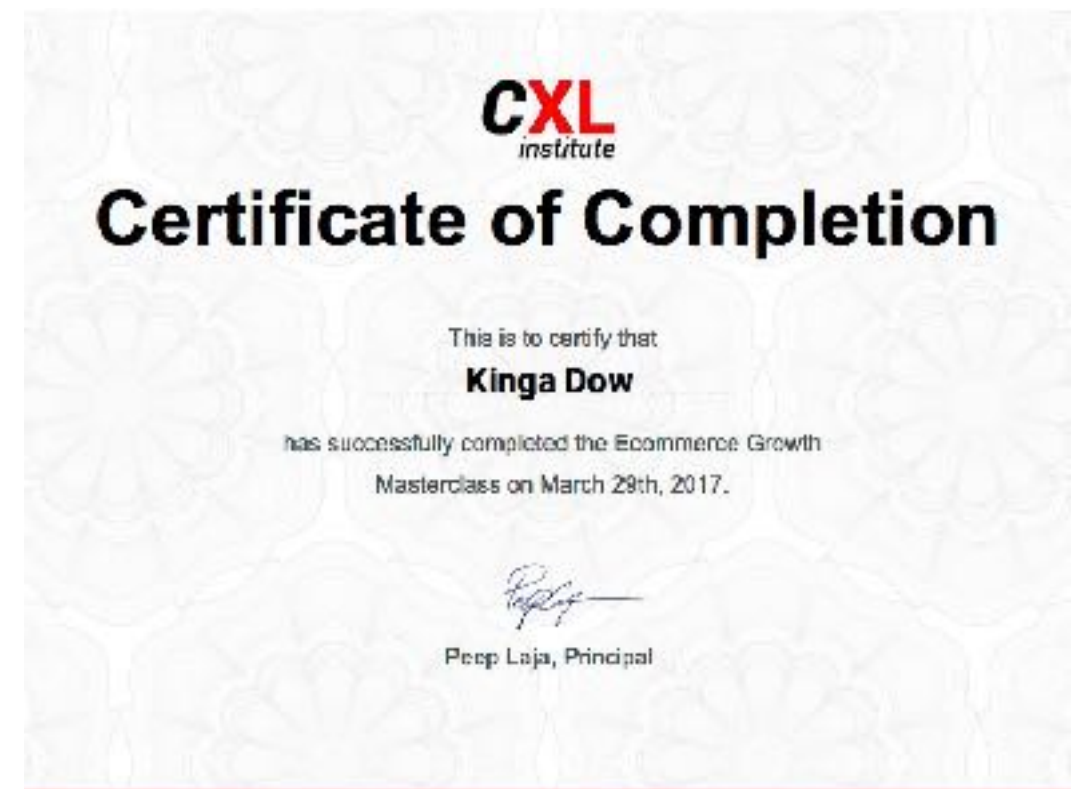 CXL
institute
Certificate of Completion
This is to certify that
Kinga Dow
has successfully completed the Ecommerce Growth
Masterclass on March 29th, 2017.
Peep Laja, Principal